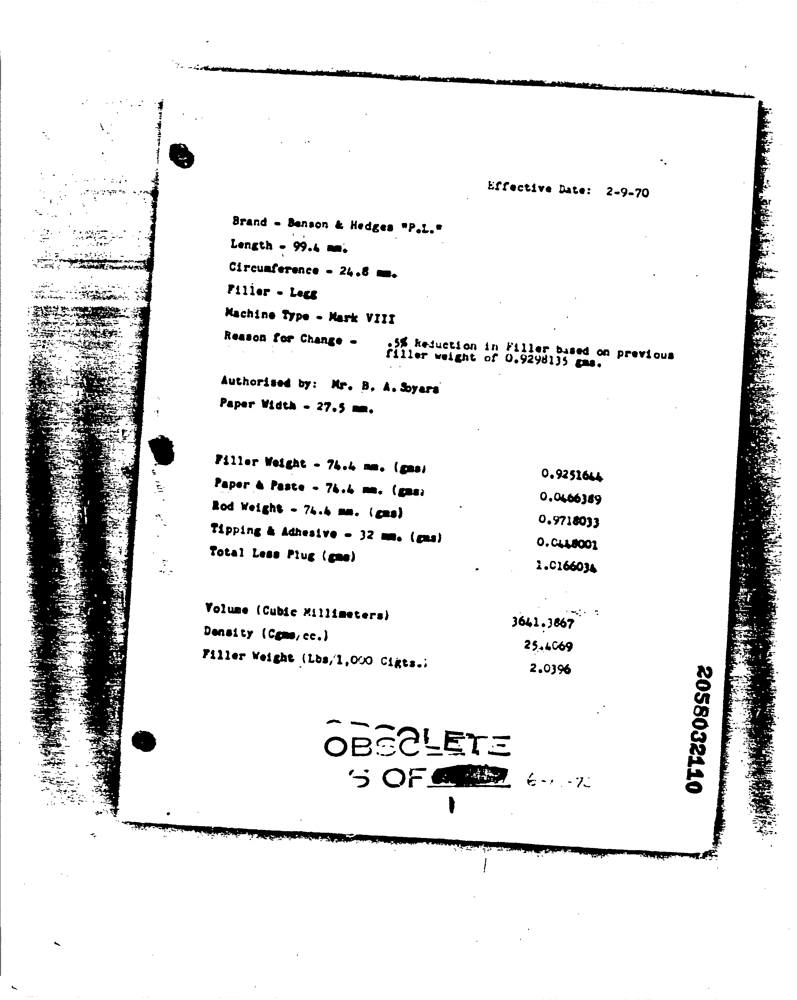 Effective Date: 2-9-70
Brand - Benson & Hedges "P.L."
Length - 99.4 mm.
Circumference - 24.8 mm.
Filler - Legg
Machine Type - Mark VIII
Reason for Change - .5% Reduction in Filler based on previous
filler weight of 0.9298135 gms.
Authorized by: Mr. B. A. Soyars
Paper Width - 27.5 mm.
Filler Weight - 74.4 mm. (gms) 0.9251644
Paper & Paste - 74.4 mm. (gms) 0.0466389
Rod Weight - 74.4 mm. (gms) 0.9718033
Tipping & Adhesive - 32 mm. (gms) 0.0448001
Total Less Plug (gms) 1.0166034
Volume (Cubic Millimeters) 3641.3867
Density (Cgms/cc.) 25.4069
Filler Weight (Lbs/1,000 Cigts.) 2.0396
OBSOLETE
S OF
2058032110